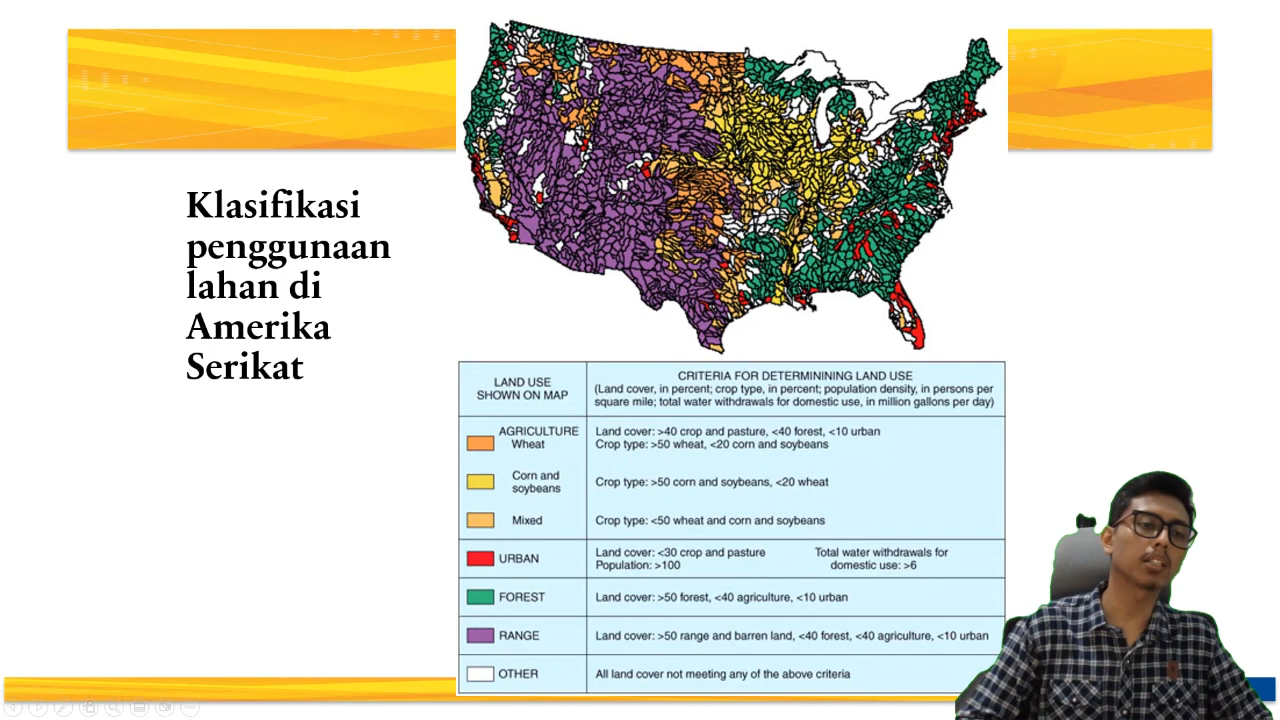 Klasifikasi
penggunaan
lahan di
Amerika
Serikat
LAND USE
SHOWN ON MAP
CRITERIA FOR DETERMINING LAND USE
(Land cover, in percent; crop type, in percent; population density, in persons per
square mile; total water withdrawals for domestic use, in million gallons per day)
AGRICULTURE
Wheat
Land cover: >40 crop and pasture, <40 forest, <10 urban
Crop type: >50 wheat, <20 corn and soybeans
Corn and
soybeans
Crop type: >50 corn and soybeans, <20 wheat
Mixed
Crop type: <50 wheat and corn and soybeans
URBAN
Land cover: <30 crop and pasture
Population: >100
Total water withdrawals for
domestic use: >6
FOREST
Land cover: >50 forest, <40 agriculture, <10 urban
RANGE
Land cover: >50 range and barren land, <40 forest, <40 agriculture, <10 urban
OTHER
All land cover not meeting any of the above criteria